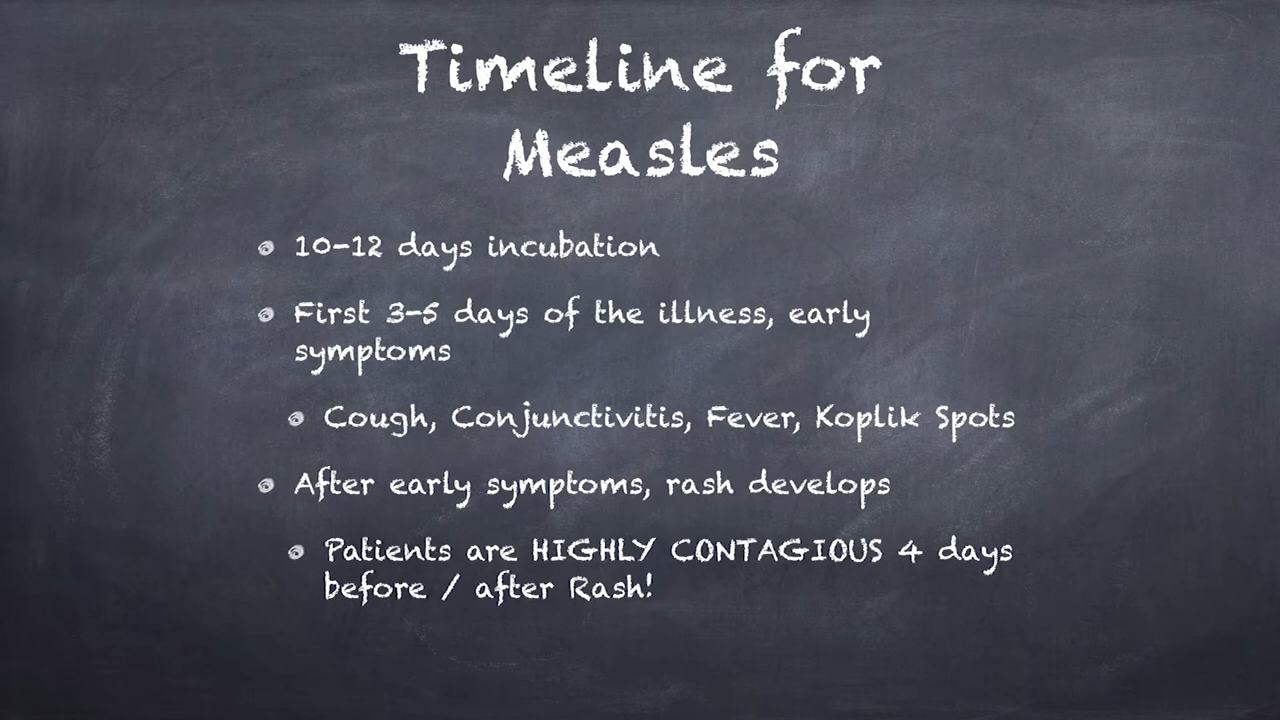 Timeline for
Measles
10-12 days incubation
First 3-5 days of the illness, early
symptoms
Cough, Conjunctivitis, Fever, Koplik Spots
After early symptoms, rash develops
Patients are HIGHLY CONTAGIOUS 4 days
before / after Rash!